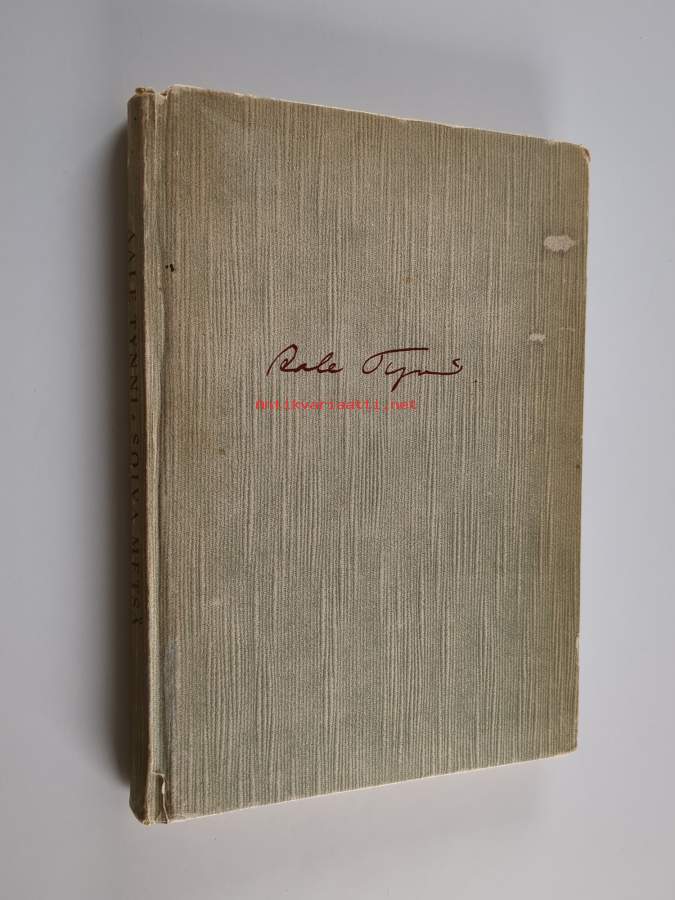 AALE TYNNI · SOIVA METSÄ
Aale Tynni
Antikvariaatti.net